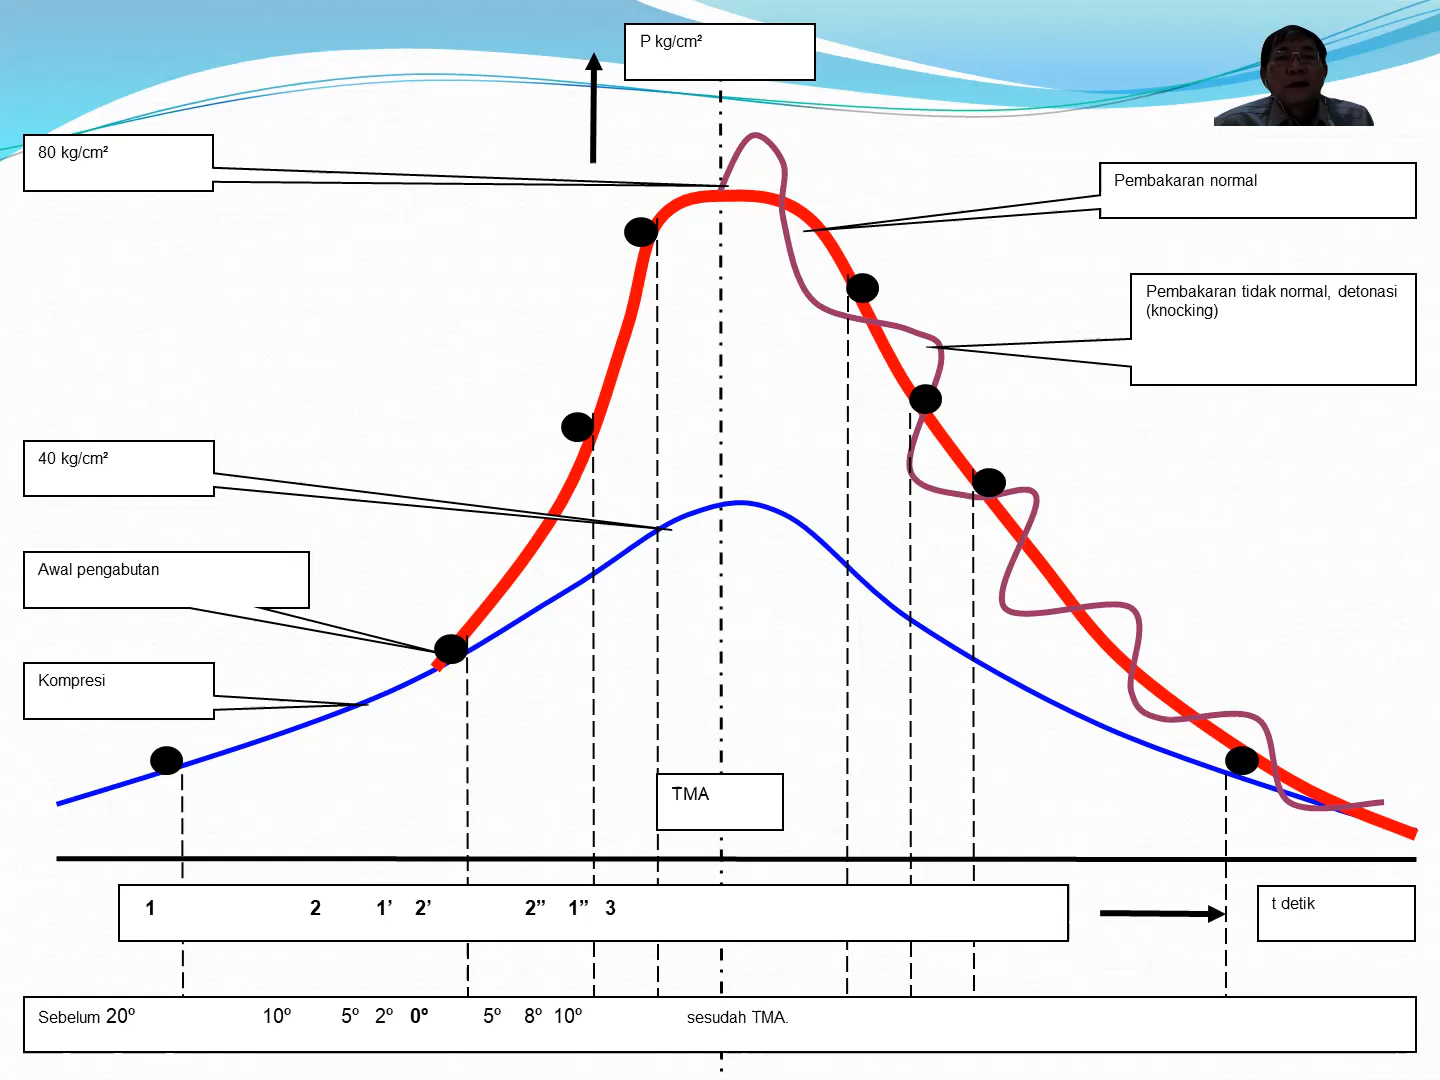 P kg/cm²
80 kg/cm²
Pembakaran normal
Pembakaran tidak normal, detonasi
(knocking)
40 kg/cm²
Awal pengabutan
Kompresi
TMA
1 2 1’ 2’ 2” 1” 3
t detik
Sebelum 20º 10º 5º 2º 0º 5º 8º 10º sesudah TMA.